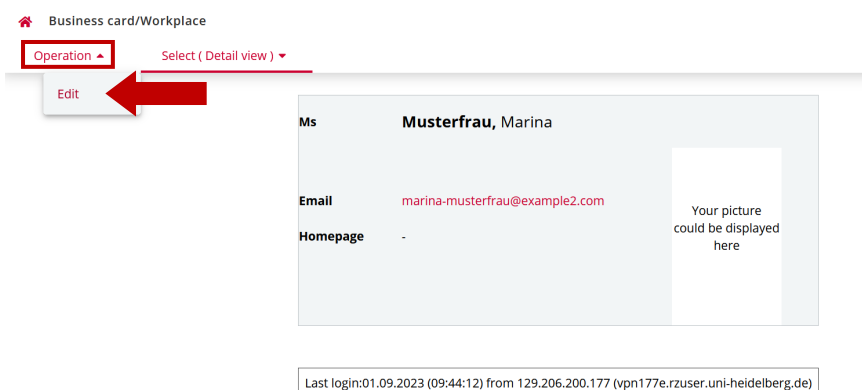 Business card/Workplace
Operation Select ( Detail view )
Edit
Ms Musterfrau, Marina
Email marina-musterfrau@example2.com
Your picture
could be displayed
here
Homepage -
Last login:01.09.2023 (09:44:12) from 129.206.200.177 (vpn177e.rzuser.uni-heidelberg.de)